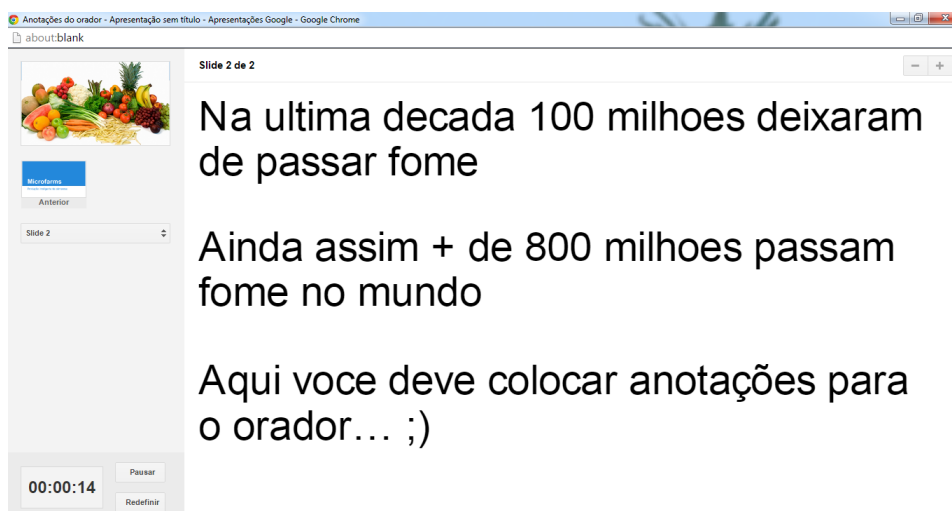 Anotações do orador - Apresentação sem título - Apresentações Google - Google Chrome
about:blank
Slide 2 de 2
Na ultima decada 100 milhoes deixaram
de passar fome
Ainda assim + de 800 milhoes passam
fome no mundo
Aqui voce deve colocar anotações para
o orador… ;)
Microfarms
Anterior
Slide 2
00:00:14
Pausar
Redefinir